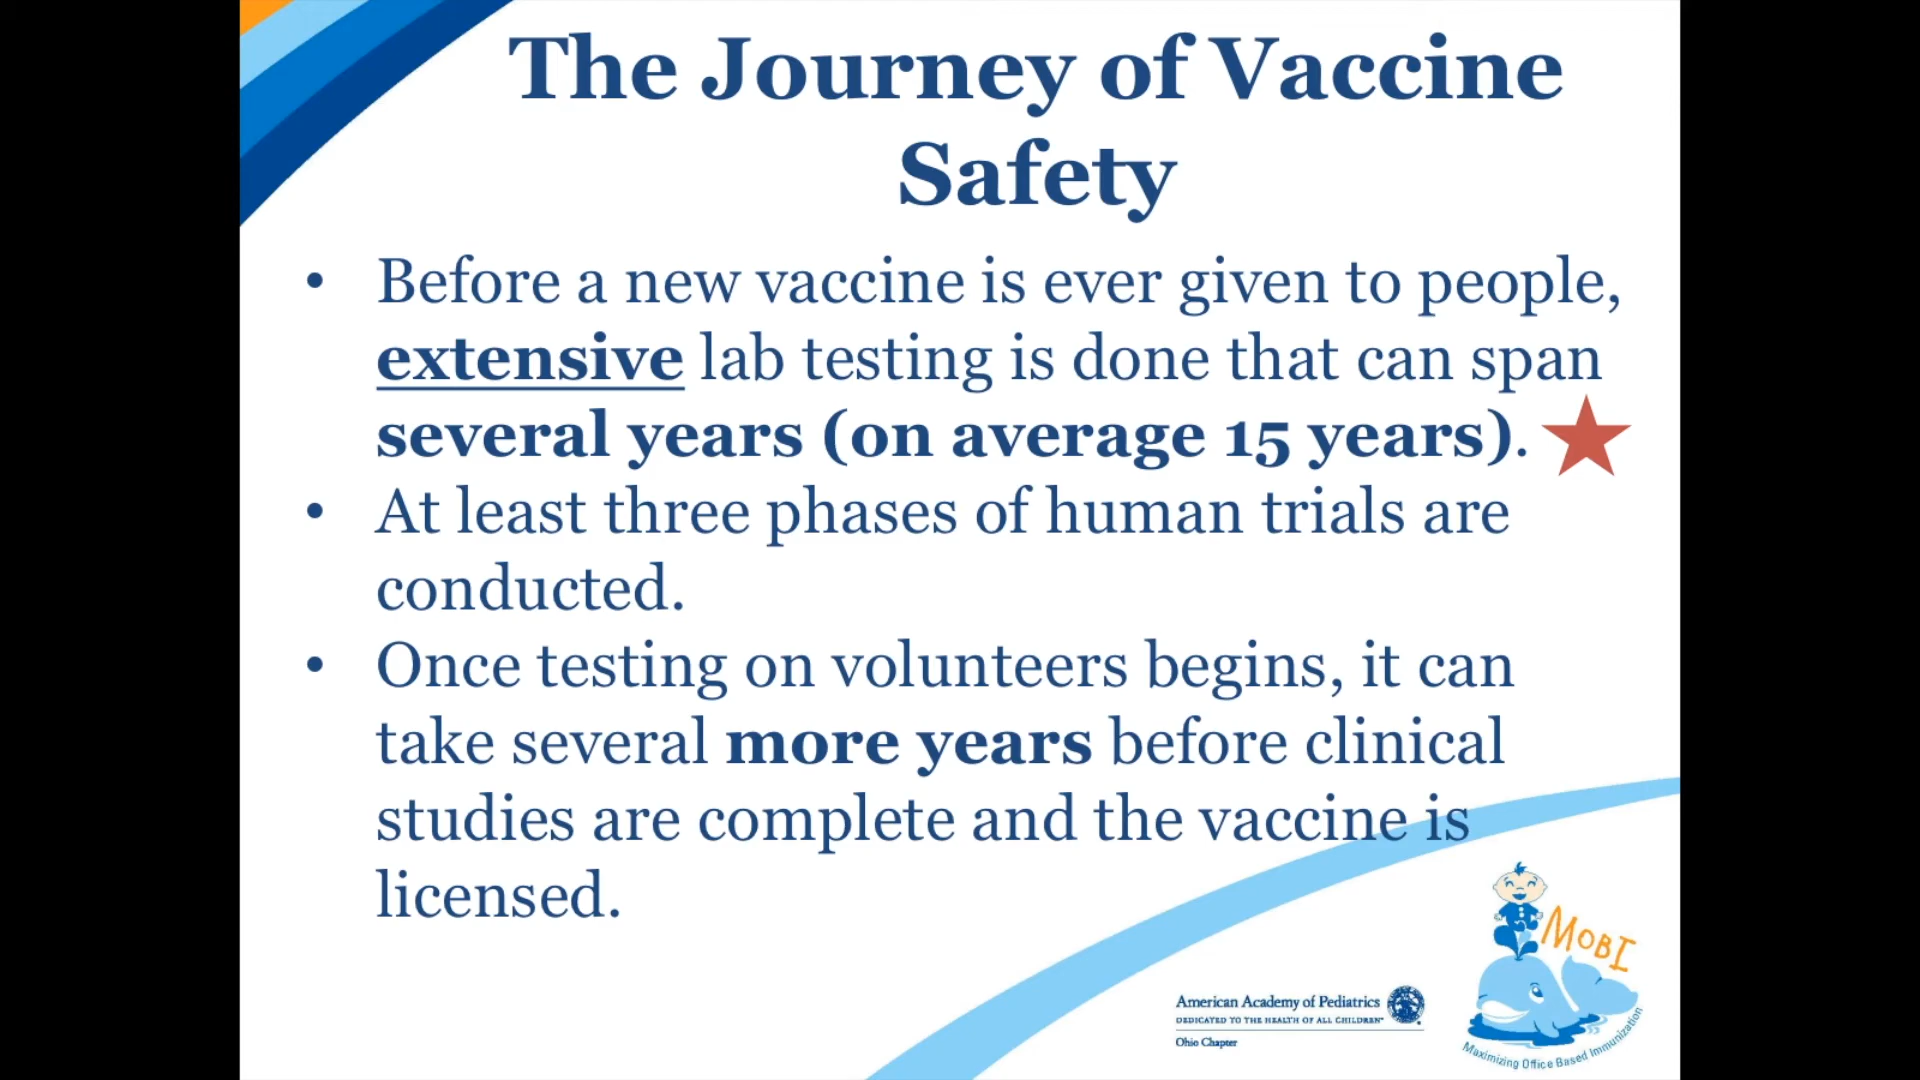 The Journey of Vaccine
Safety
• Before a new vaccine is ever given to people,
extensive lab testing is done that can span
several years (on average 15 years).
• At least three phases of human trials are
conducted.
• Once testing on volunteers begins, it can
take several more years before clinical
studies are complete and the vaccine is
licensed.
MOBI
American Academy of Pediatrics
DEDICATED TO THE HEALTH OF ALL CHILDREN™
Ohio Chapter
Maximizing Office Based Immunization